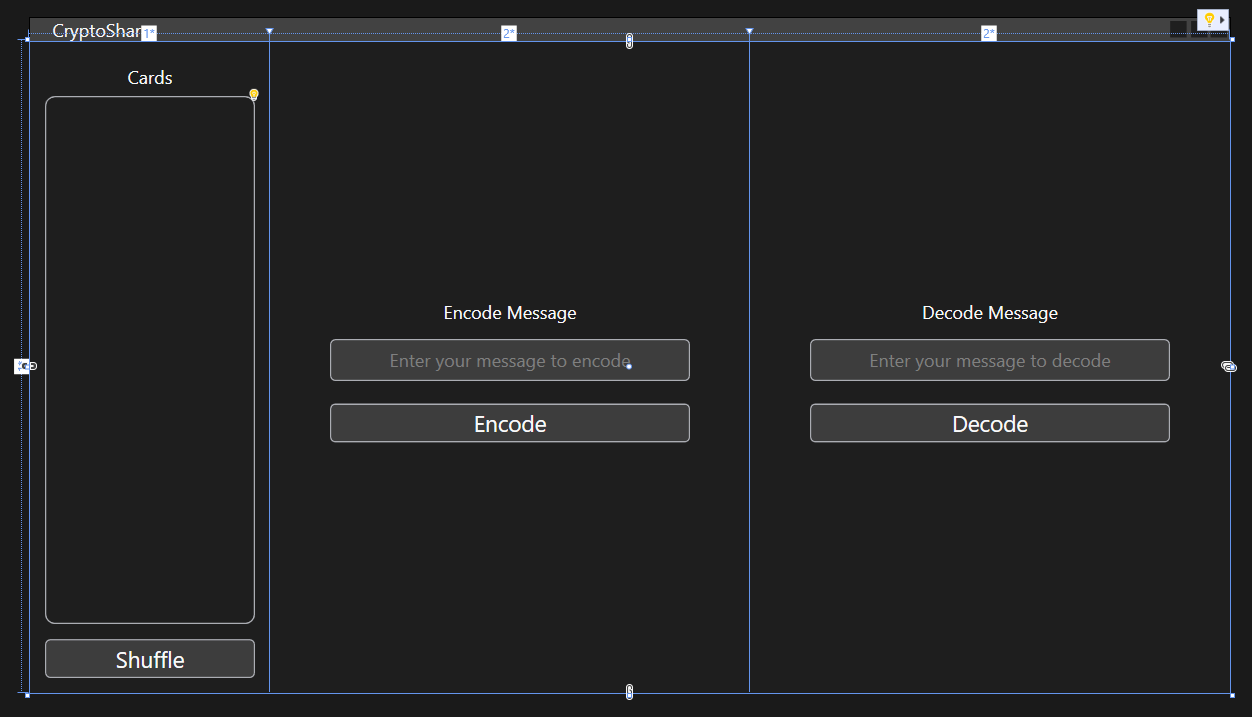 CryptoShar
1*
2*
2*
Cards
Encode Message
Decode Message
Enter your message to encode
Enter your message to decode
Encode
Decode
Shuffle